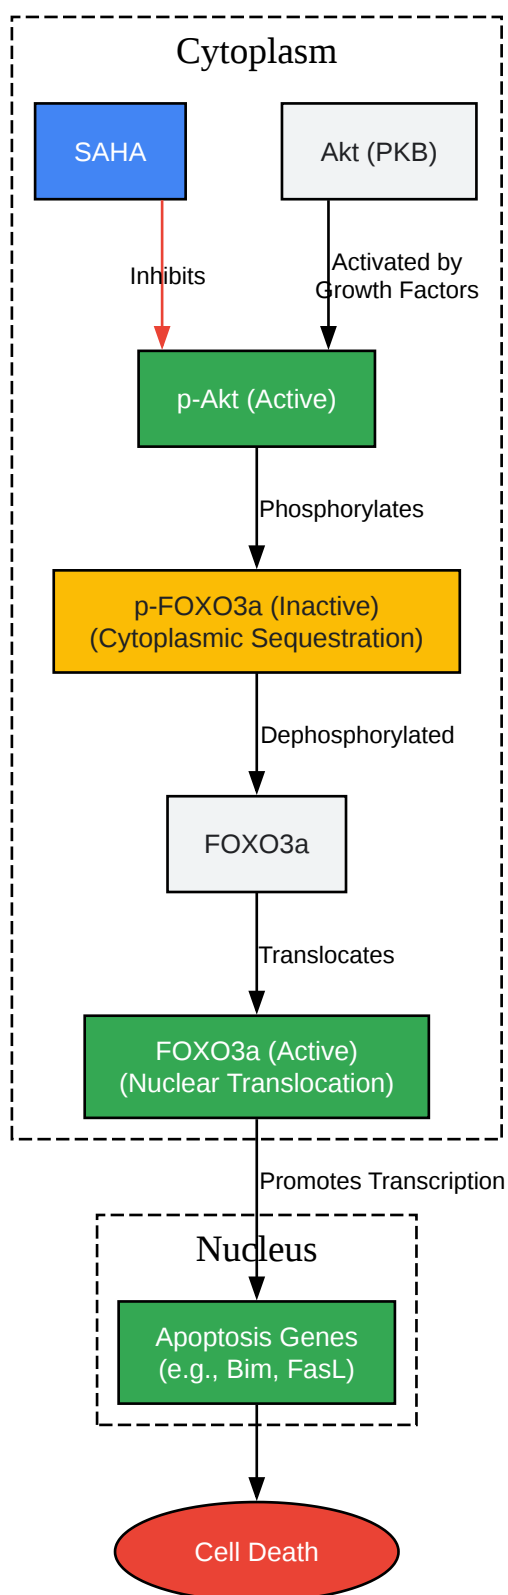 Cytoplasm
SAHA
Akt (PKB)
Inhibits
Activated by
Growth Factors
p-Akt (Active)
Phosphorylates
p-FOXO3a (Inactive)
(Cytoplasmic Sequestration)
Dephosphorylated
FOXO3a
Translocates
FOXO3a (Active)
(Nuclear Translocation)
Promotes Transcription
Nucleus
Apoptosis Genes
(e.g., Bim, FasL)
Cell Death